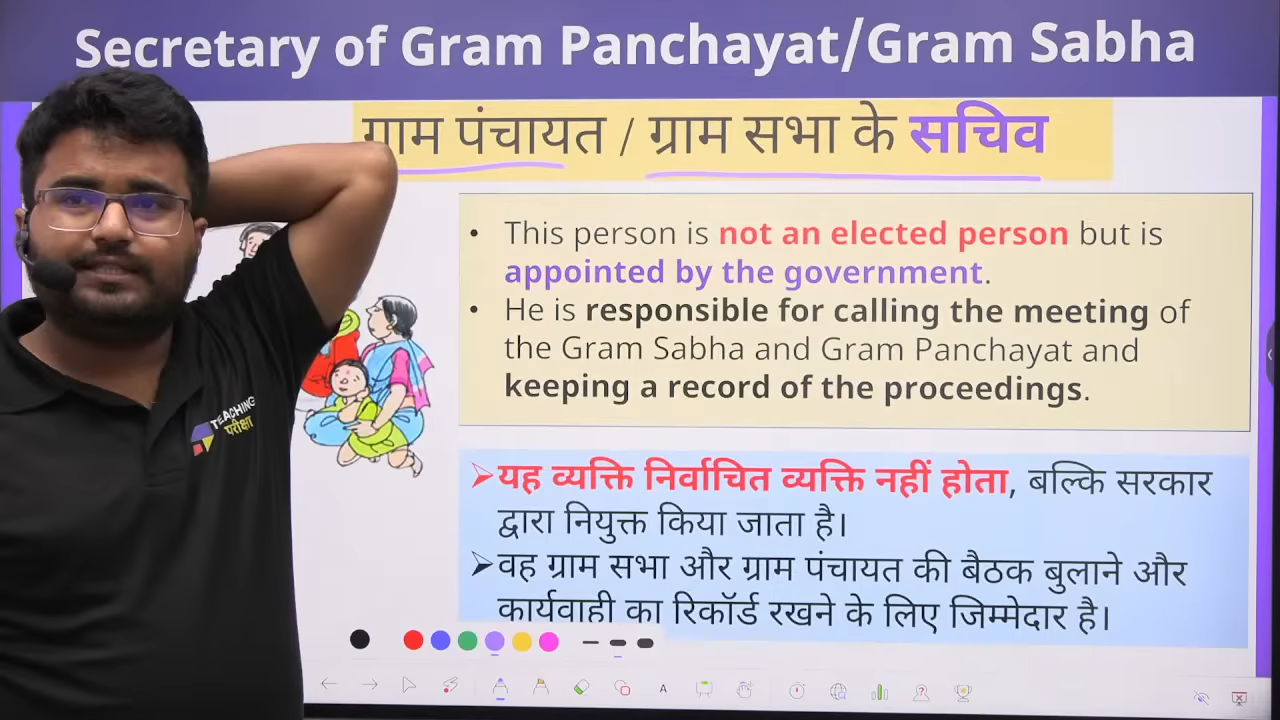 Secretary of Gram Panchayat/Gram Sabha
ग्राम पंचायत / ग्राम सभा के सचिव
• This person is not an elected person but is
appointed by the government.
• He is responsible for calling the meeting of
the Gram Sabha and Gram Panchayat and
keeping a record of the proceedings.
➤यह व्यक्ति निर्वाचित व्यक्ति नहीं होता, बल्कि सरकार
द्वारा नियुक्त किया जाता है।
➤वह ग्राम सभा और ग्राम पंचायत की बैठक बुलाने और
कार्यवाही का रिकॉर्ड रखने के लिए जिम्मेदार है।
TEACHING
परीक्षा
A